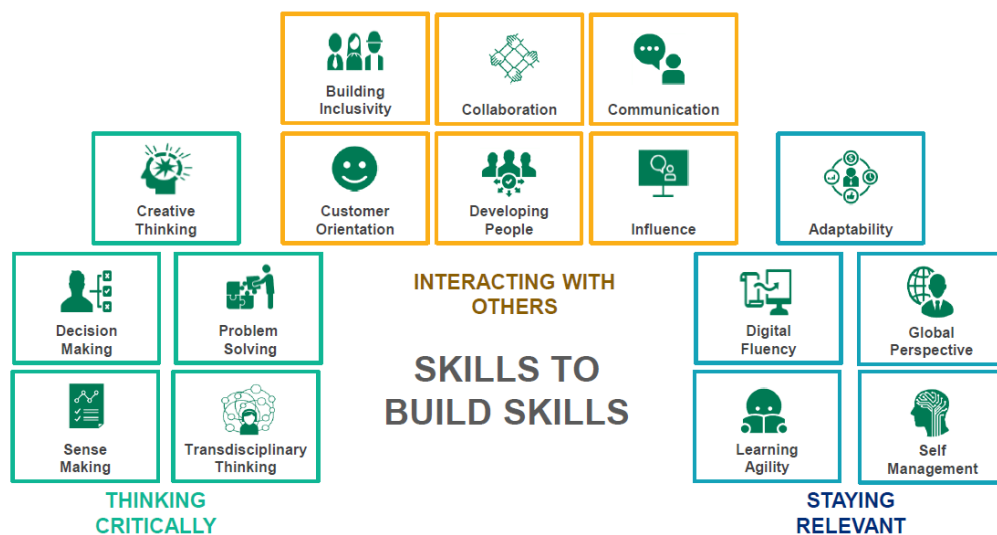 Building
Inclusivity
Collaboration
Communication
Creative
Thinking
Customer
Orientation
Developing
People
Influence
Adaptability
INTERACTING WITH
OTHERS
Decision
Making
Problem
Solving
Digital
Fluency
Global
Perspective
SKILLS TO
BUILD SKILLS
Sense
Making
Transdisciplinary
Thinking
Learning
Agility
Self
Management
THINKING
CRITICALLY
STAYING
RELEVANT